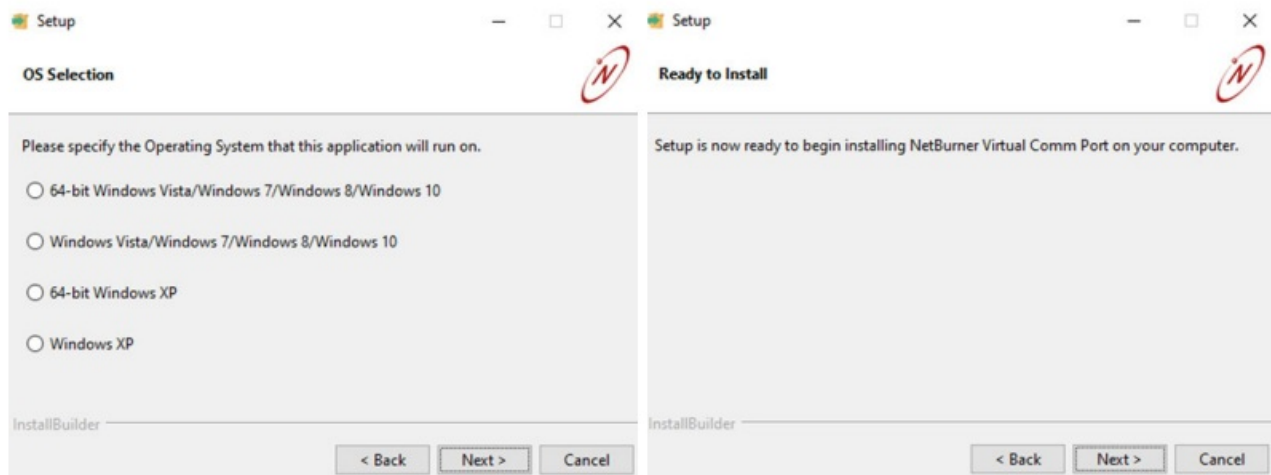 Setup
OS Selection
N
Please specify the Operating System that this application will run on.
64-bit Windows Vista/Windows 7/Windows 8/Windows 10
Windows Vista/Windows 7/Windows 8/Windows 10
64-bit Windows XP
Windows XP
InstallBuilder
< Back Next > Cancel
Setup
Ready to Install
N
Setup is now ready to begin installing NetBurner Virtual Comm Port on your computer.
InstallBuilder
< Back Next > Cancel